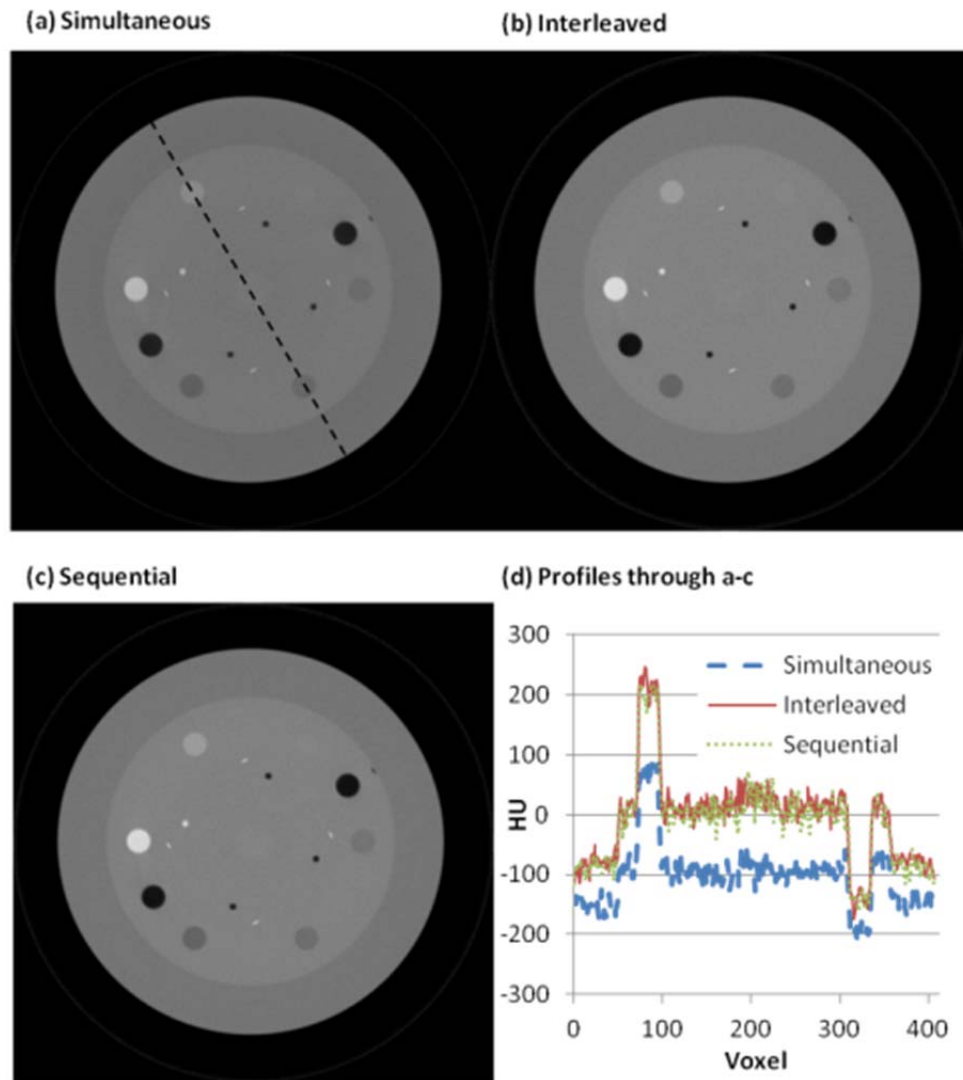 (a) Simultaneous
(b) Interleaved
(c) Sequential
(d) Profiles through a-c
300
200
100
0
-100
-200
-300
HU
Simultaneous
Interleaved
Sequential
0 100 200 300 400
Voxel